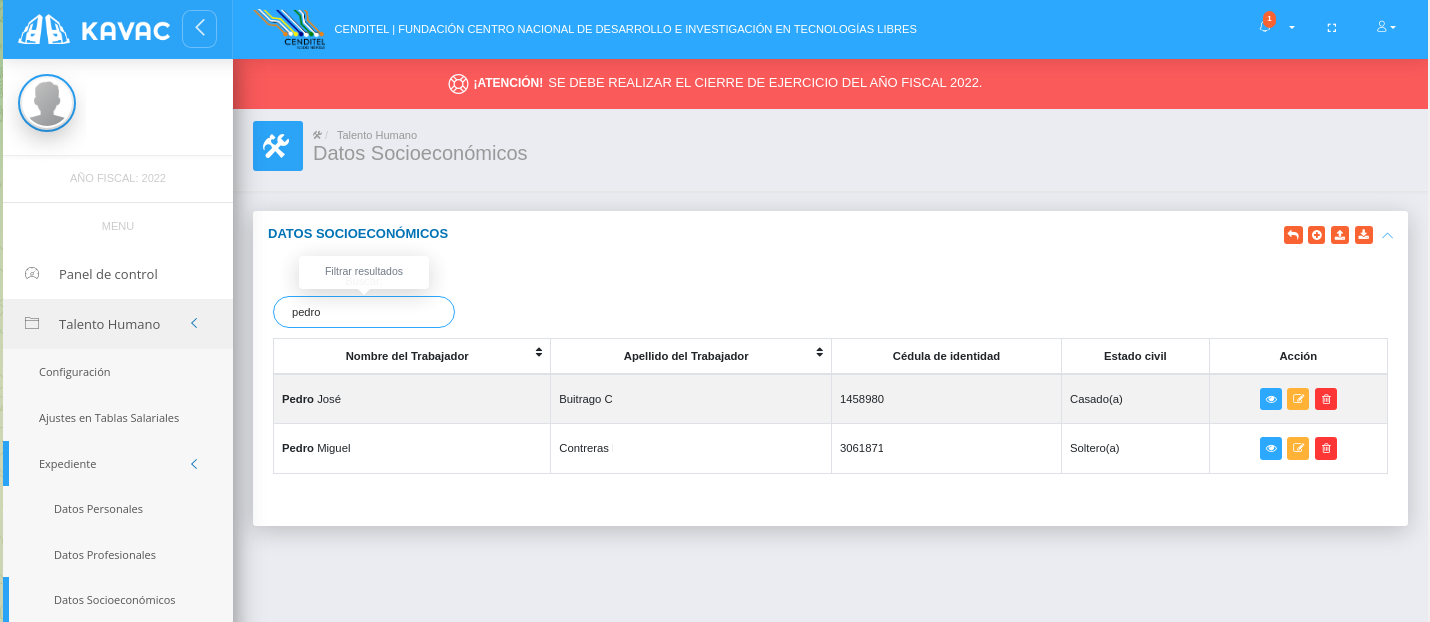 KAVAC
CENDITEL
CENDITEL | FUNDACIÓN CENTRO NACIONAL DE DESARROLLO E INVESTIGACIÓN EN TECNOLOGÍAS LIBRES
1
¡ATENCIÓN! SE DEBE REALIZAR EL CIERRE DE EJERCICIO DEL AÑO FISCAL 2022.
/ Talento Humano
Datos Socioeconómicos
AÑO FISCAL: 2022
MENU
Panel de control
Talento Humano
Configuración
Ajustes en Tablas Salariales
Expediente
Datos Personales
Datos Profesionales
Datos Socioeconómicos
DATOS SOCIOECONÓMICOS
Filtrar resultados
Buscar:
pedro
Nombre del Trabajador Apellido del Trabajador Cédula de identidad Estado civil Acción
Pedro José Buitrago C 1458980 Casado(a)
Pedro Miguel Contreras 3061871 Soltero(a)